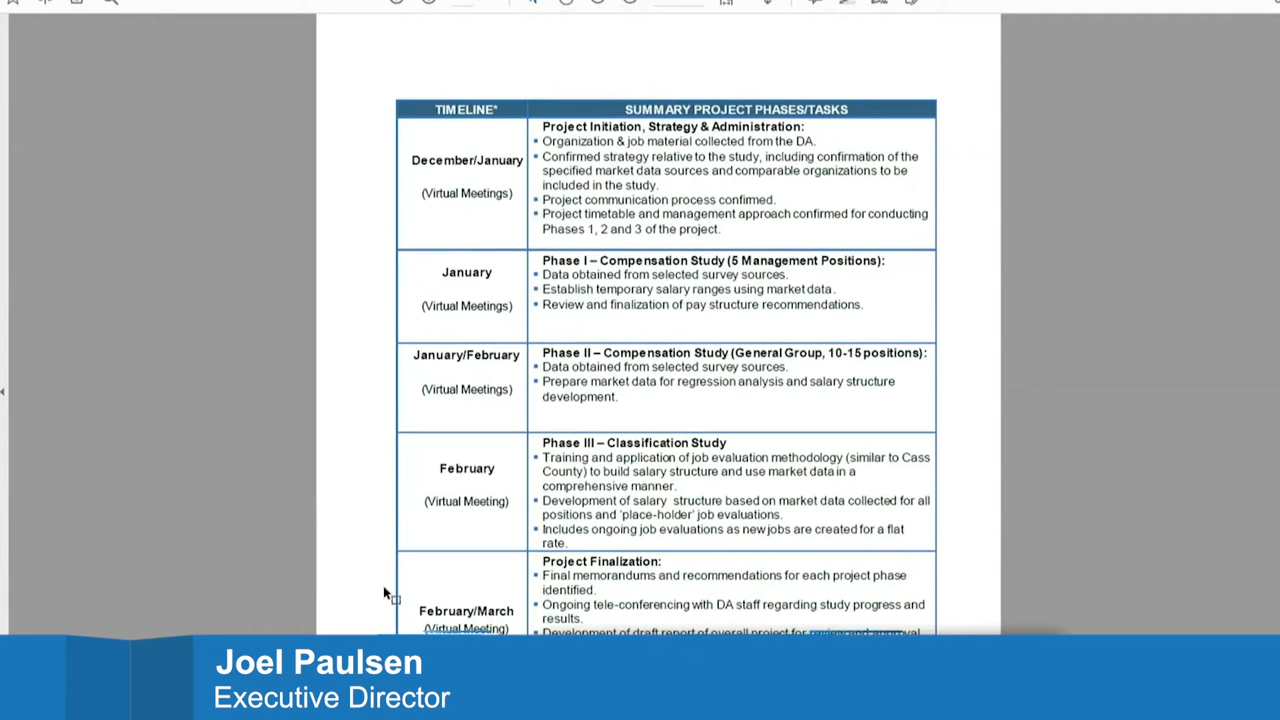 TIMELINE*
SUMMARY PROJECT PHASES/TASKS
December/January
(Virtual Meetings)
Project Initiation, Strategy & Administration:
▪ Organization & job material collected from the DA.
▪ Confirmed strategy relative to the study, including confirmation of the
specified market data sources and comparable organizations to be
included in the study.
▪ Project communication process confirmed.
▪ Project timetable and management approach confirmed for conducting
Phases 1, 2 and 3 of the project.
January
(Virtual Meetings)
Phase I – Compensation Study (5 Management Positions):
▪ Data obtained from selected survey sources.
▪ Establish temporary salary ranges using market data.
▪ Review and finalization of pay structure recommendations.
January/February
(Virtual Meetings)
Phase II – Compensation Study (General Group, 10-15 positions):
▪ Data obtained from selected survey sources.
▪ Prepare market data for regression analysis and salary structure
development.
February
(Virtual Meeting)
Phase III – Classification Study
▪ Training and application of job evaluation methodology (similar to Cass
County) to build salary structure and use market data in a
comprehensive manner.
▪ Development of salary structure based on market data collected for all
positions and 'place-holder' job evaluations.
▪ Includes ongoing job evaluations as new jobs are created for a flat
rate.
February/March
(Virtual Meeting)
Project Finalization:
▪ Final memorandums and recommendations for each project phase
identified.
▪ Ongoing tele-conferencing with DA staff regarding study progress and
results.
▪ Development of draft report of overall project for review and approval
Joel Paulsen
Executive Director